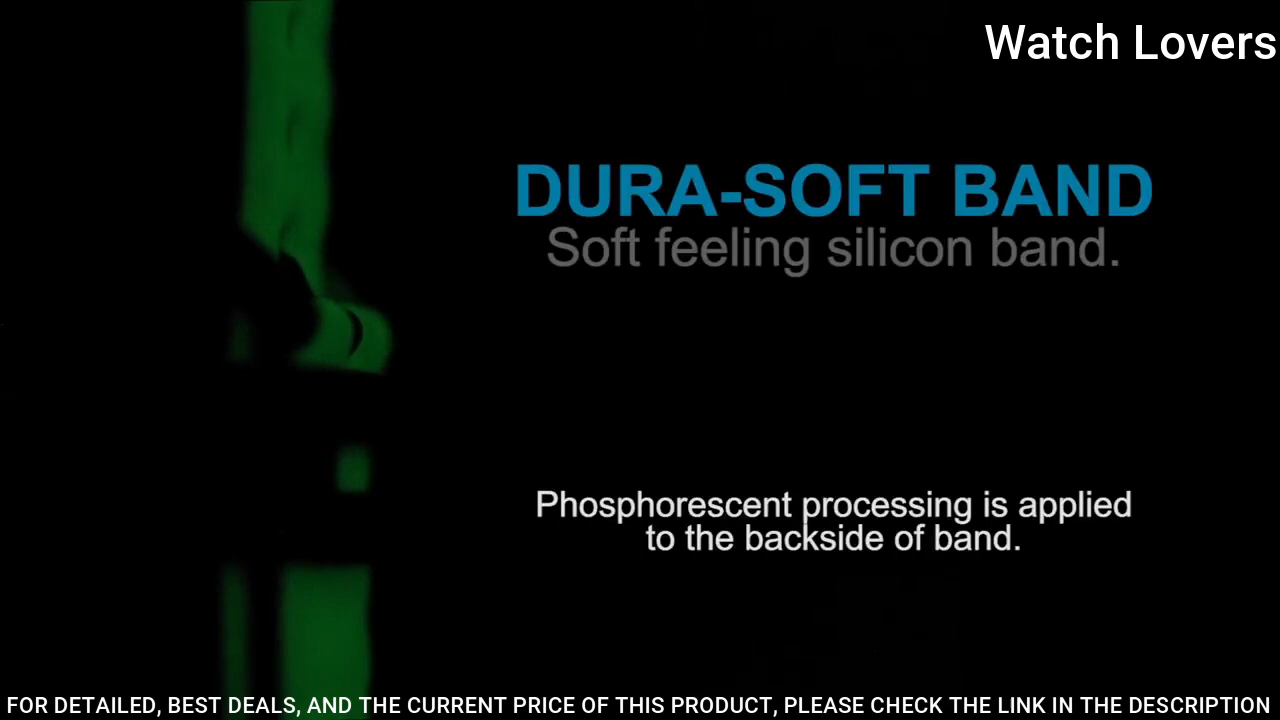 Watch Lovers
DURA-SOFT BAND
Soft feeling silicon band.
Phosphorescent processing is applied
to the backside of band.
FOR DETAILED, BEST DEALS, AND THE CURRENT PRICE OF THIS PRODUCT, PLEASE CHECK THE LINK IN THE DESCRIPTION